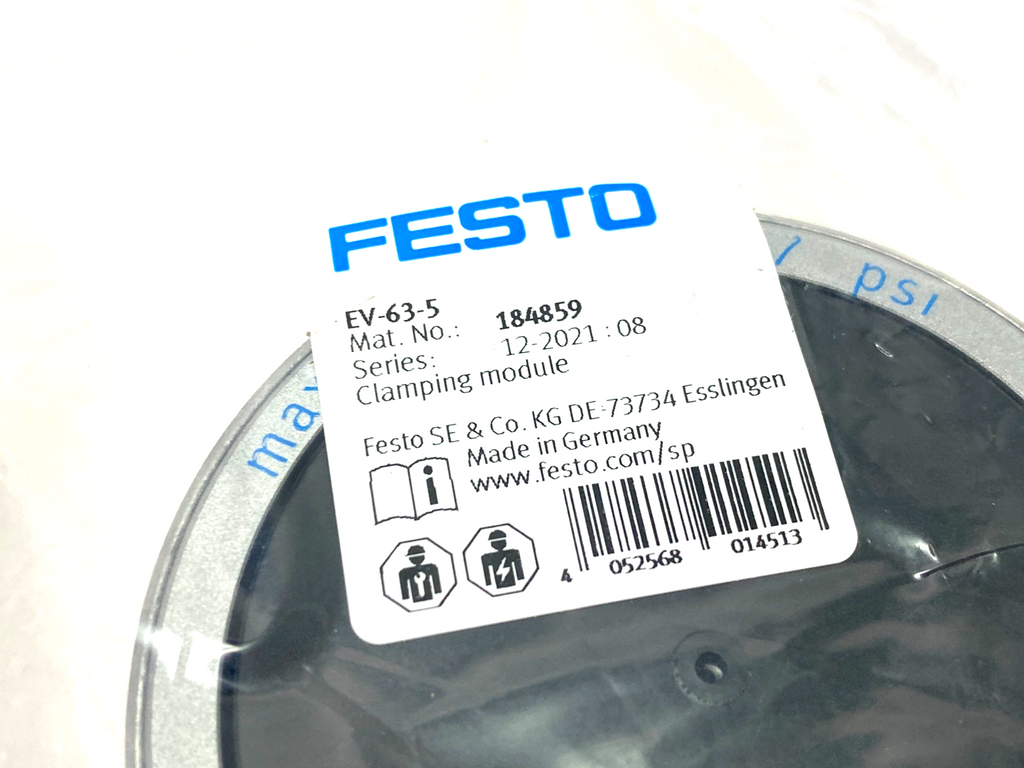 FESTO
EV-63-5
Mat. No.: 184859
Series: 12-2021 : 08
Clamping module
Festo SE & Co. KG DE-73734 Esslingen
Made in Germany
www.festo.com/sp
4 052568 014513
max
psi